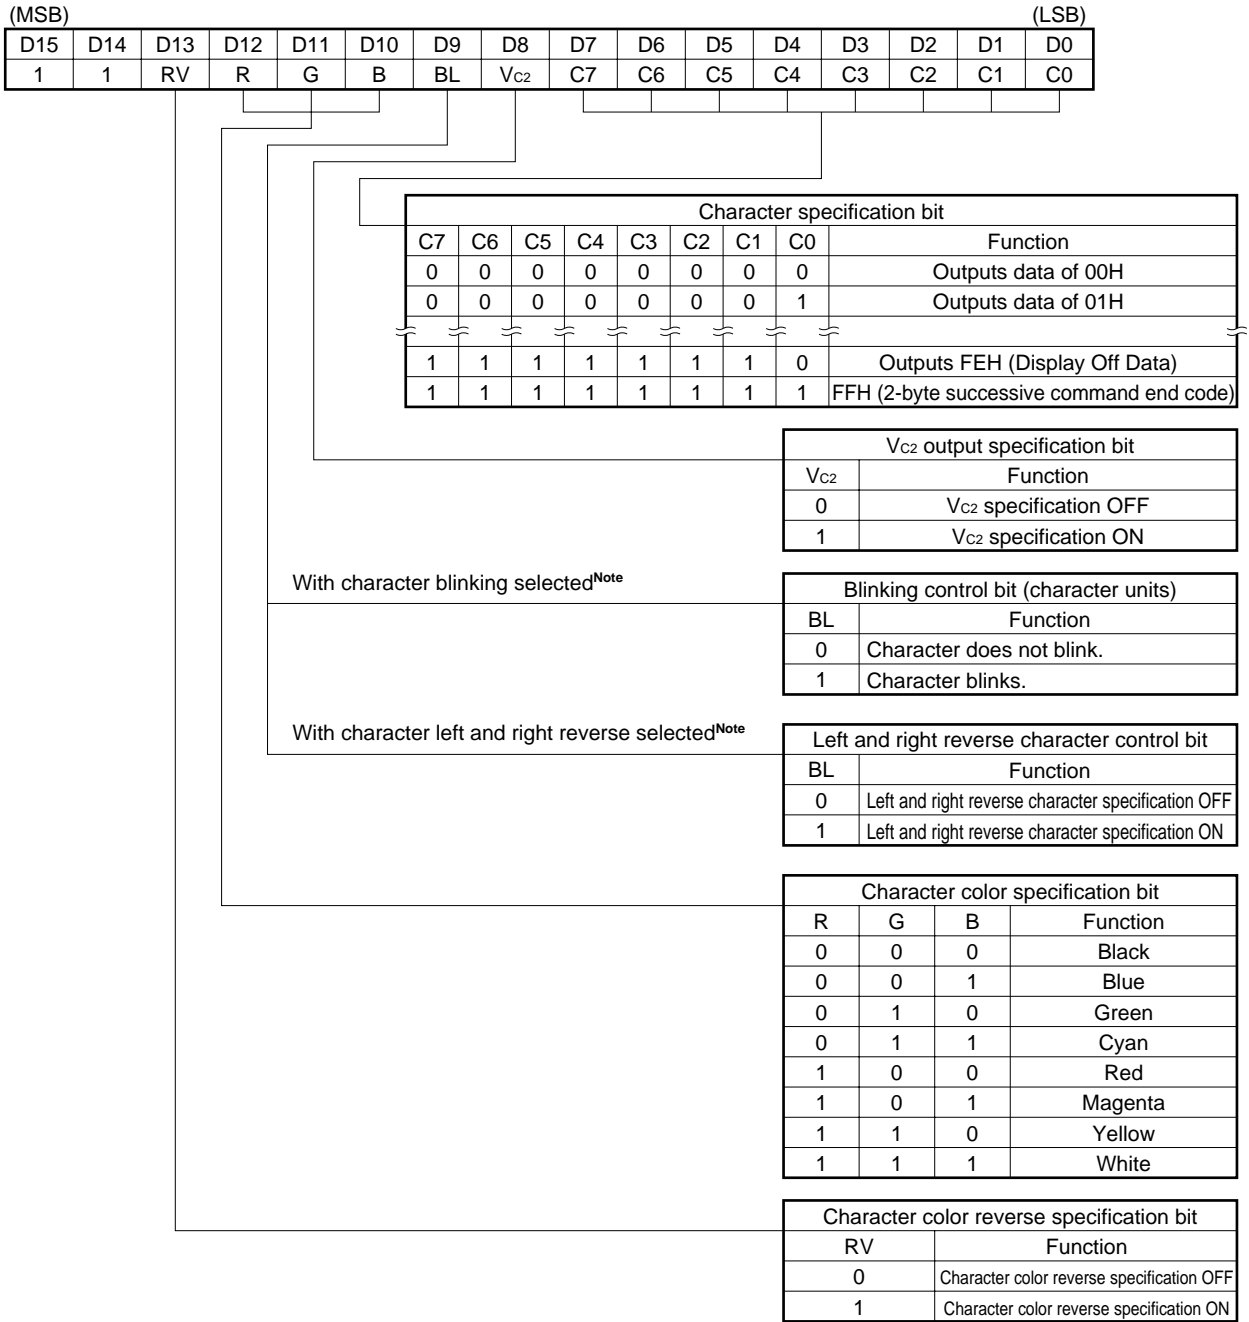 (MSB) (LSB)
D15 D14 D13 D12 D11 D10 D9 D8 D7 D6 D5 D4 D3 D2 D1 D0
1 1 RV R G B BL VC2 C7 C6 C5 C4 C3 C2 C1 C0
Character specification bit
C7 C6 C5 C4 C3 C2 C1 C0 Function
0 0 0 0 0 0 0 0 Outputs data of 00H
0 0 0 0 0 0 0 1 Outputs data of 01H
1 1 1 1 1 1 1 0 Outputs FEH (Display Off Data)
1 1 1 1 1 1 1 1 FFH (2-byte successive command end code)
VC2 output specification bit
VC2 Function
0 VC2 specification OFF
1 VC2 specification ON
With character blinking selectedNote
Blinking control bit (character units)
BL Function
0 Character does not blink.
1 Character blinks.
With character left and right reverse selectedNote
Left and right reverse character control bit
BL Function
0 Left and right reverse character specification OFF
1 Left and right reverse character specification ON
Character color specification bit
R G B Function
0 0 0 Black
0 0 1 Blue
0 1 0 Green
0 1 1 Cyan
1 0 0 Red
1 0 1 Magenta
1 1 0 Yellow
1 1 1 White
Character color reverse specification bit
RV Function
0 Character color reverse specification OFF
1 Character color reverse specification ON